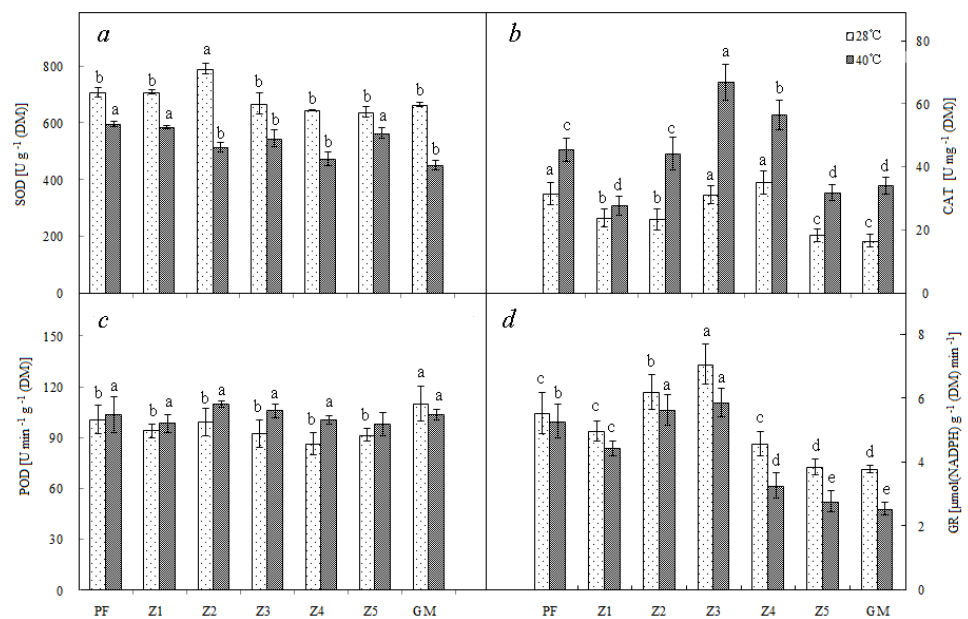 a
b
28℃
40℃
SOD [U g⁻¹ (DM)]
800
600
400
200
0
b a b a a b b b b b b a b b
CAT [U mg⁻¹ (DM)]
80
60
40
20
0
a c b d b c a a a b c d c d
c
d
POD [U min⁻¹ g⁻¹ (DM)]
150
120
90
60
30
0
b a b a b a b a b a b a a a
GR [μmol(NADPH) g⁻¹ (DM) min⁻¹]
8
6
4
2
0
c b c c b a a a c d d e d e
PF Z1 Z2 Z3 Z4 Z5 GM
PF Z1 Z2 Z3 Z4 Z5 GM